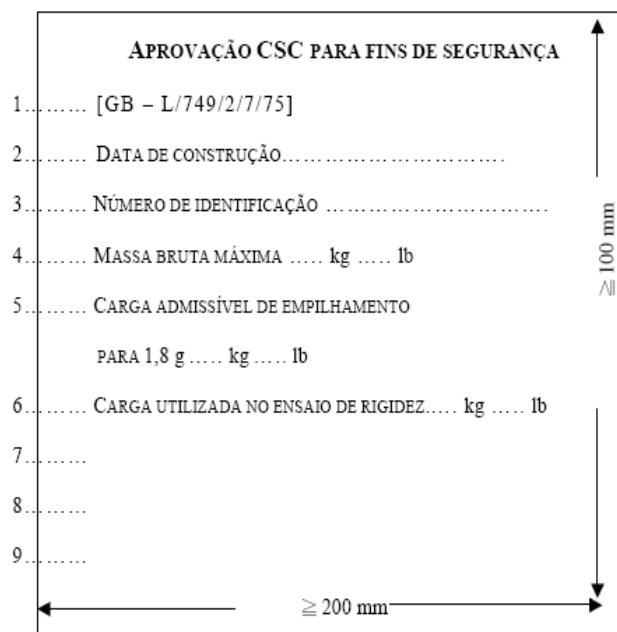 APROVAÇÃO CSC PARA FINS DE SEGURANÇA
1……… [GB – L/749/2/7/75]
2……… DATA DE CONSTRUÇÃO……………………………….
3……… NÚMERO DE IDENTIFICAÇÃO ……………………………….
4……… MASSA BRUTA MÁXIMA ….. kg ….. lb
5……… CARGA ADMISSÍVEL DE EMPILHAMENTO
PARA 1,8 g ….. kg ….. lb
6……… CARGA UTILIZADA NO ENSAIO DE RIGIDEZ….. kg ….. lb
7………
8………
9………
≧ 100 mm
≧ 200 mm